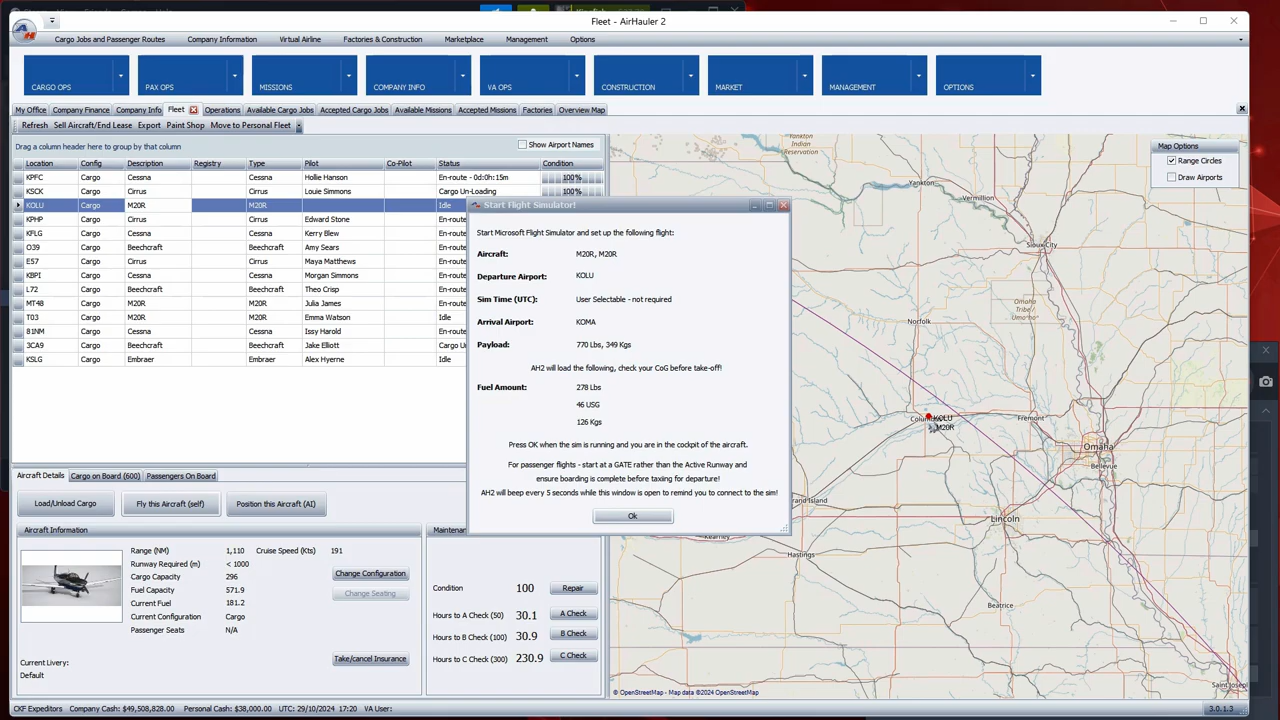 Fleet - AirHauler 2
Cargo Jobs and Passenger Routes Company Information Virtual Airline Factories & Construction Marketplace Management Options
CARGO OPS PAX OPS MISSIONS COMPANY INFO VA OPS CONSTRUCTION MARKET MANAGEMENT OPTIONS
My Office Company Finance Company Info Fleet Operations Available Cargo Jobs Accepted Cargo Jobs Available Missions Accepted Missions Factories Overview Map
Refresh Sell Aircraft/End Lease Export Paint Shop Move to Personal Fleet
Drag a column header here to group by that column Show Airport Names
Location Config Description Registry Type Pilot Co-Pilot Status Condition
KPFC Cargo Cessna Cessna Hollie Hanson En-route - 0d:0h:15m 100%
KSCK Cargo Cirrus Cirrus Louie Simmons Cargo Un-Loading 100%
KOLU Cargo M20R M20R Idle
KPHP Cargo Cirrus Cirrus Edward Stone En-route
KFLG Cargo Cessna Cessna Kerry Blew En-route
O39 Cargo Beechcraft Beechcraft Amy Sears En-route
E57 Cargo Cirrus Cirrus Maya Matthews En-route
KBPI Cargo Cessna Cessna Morgan Simmons En-route
L72 Cargo Beechcraft Beechcraft Theo Crisp En-route
MT48 Cargo M20R M20R Julia James En-route
T03 Cargo M20R M20R Emma Watson Idle
81NM Cargo Cessna Cessna Issy Harold En-route
3CA9 Cargo Beechcraft Beechcraft Jake Elliott Cargo Un
KSLG Cargo Embraer Embraer Alex Hyerne Idle
Start Flight Simulator!
Start Microsoft Flight Simulator and set up the following flight:
Aircraft: M20R, M20R
Departure Airport: KOLU
Sim Time (UTC): User Selectable - not required
Arrival Airport: KOMA
Payload: 770 Lbs, 349 Kgs
AH2 will load the following, check your CoG before take-off!
Fuel Amount: 278 Lbs
46 USG
126 Kgs
Press OK when the sim is running and you are in the cockpit of the aircraft.
For passenger flights - start at a GATE rather than the Active Runway and
ensure boarding is complete before taxiing for departure!
AH2 will beep every 5 seconds while this window is open to remind you to connect to the sim!
Ok
Aircraft Details Cargo on Board (600) Passengers On Board
Load/Unload Cargo Fly this Aircraft (self) Position this Aircraft (AI)
Aircraft Information
Range (NM) 1,110 Cruise Speed (Kts) 191
Runway Required (m) < 1000
Cargo Capacity 296
Fuel Capacity 571.9
Current Fuel 181.2
Current Configuration Cargo
Passenger Seats N/A
Change Configuration
Change Seating
Take/cancel Insurance
Current Livery:
Default
Maintenanc
Condition 100 Repair
Hours to A Check (50) 30.1 A Check
Hours to B Check (100) 30.9 B Check
Hours to C Check (300) 230.9 C Check
Map Options
Range Circles
Draw Airports
Yankton Indian Reservation
Yankton
Vermillion
Sioux City
Omaha Tribe/
Norfolk
KOLU
M20R
Fremont
Omaha
Bellevue
Lincoln
Hastings
Beatrice
Saint Joseph
© OpenStreetMap - Map data ©2024 OpenStreetMap
CKF Expeditors Company Cash: $49,508,828.00 Personal Cash: $38,000.00 UTC: 29/10/2024 17:20 VA User: 3.0.1.3